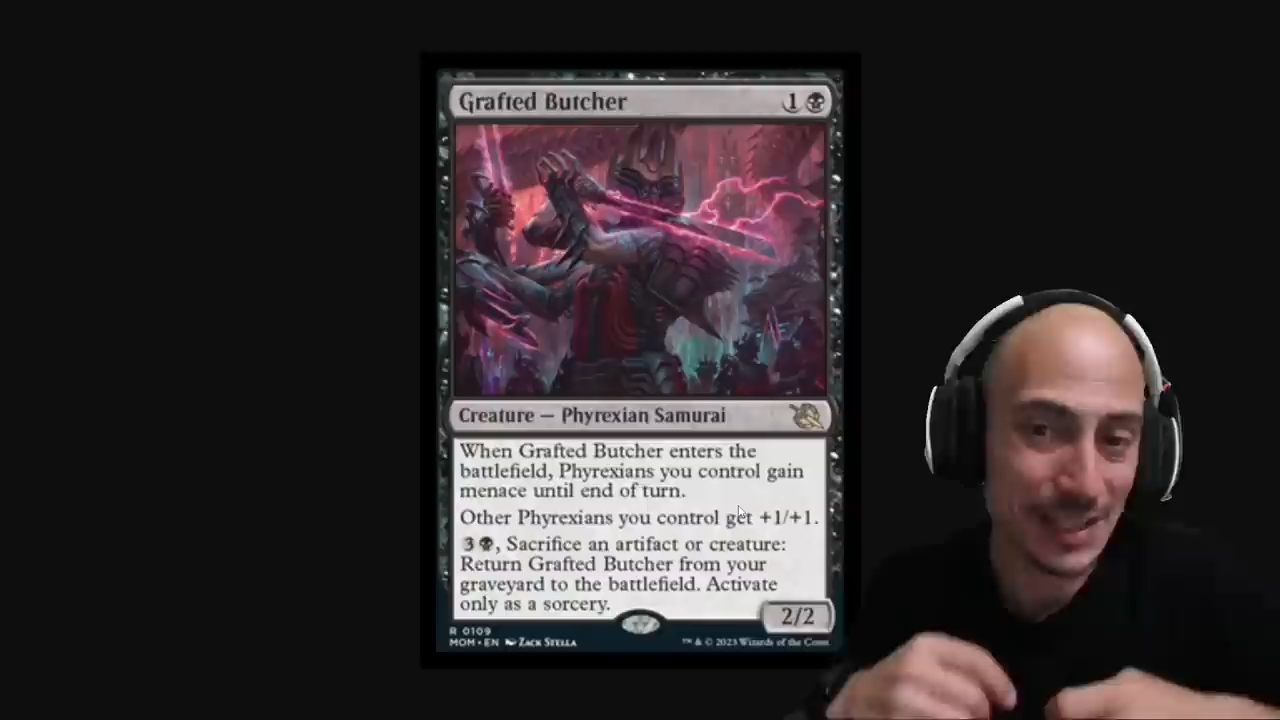 Grafted Butcher 1
Creature — Phyrexian Samurai
When Grafted Butcher enters the
battlefield, Phyrexians you control gain
menace until end of turn.
Other Phyrexians you control get +1/+1.
3, Sacrifice an artifact or creature:
Return Grafted Butcher from your
graveyard to the battlefield. Activate
only as a sorcery.
2/2
R 0109
MOM • EN ZACK STELLA
™ & © 2023 Wizards of the Coast